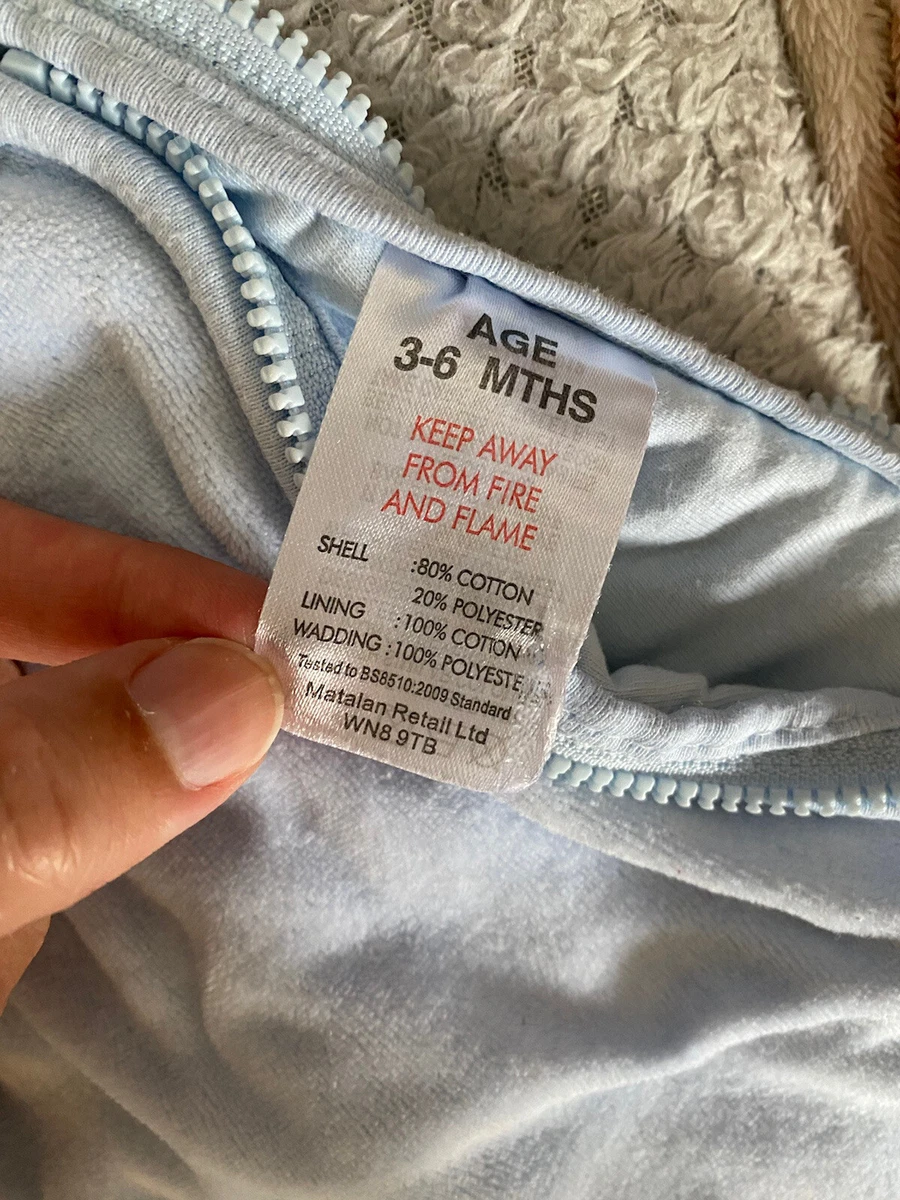 AGE
3-6 MTHS
KEEP AWAY
FROM FIRE
AND FLAME
SHELL :80% COTTON
20% POLYESTER
LINING :100% COTTON
WADDING :100% POLYESTE
Tested to BS8510:2009 Standard
Matalan Retail Ltd
WN8 9TB